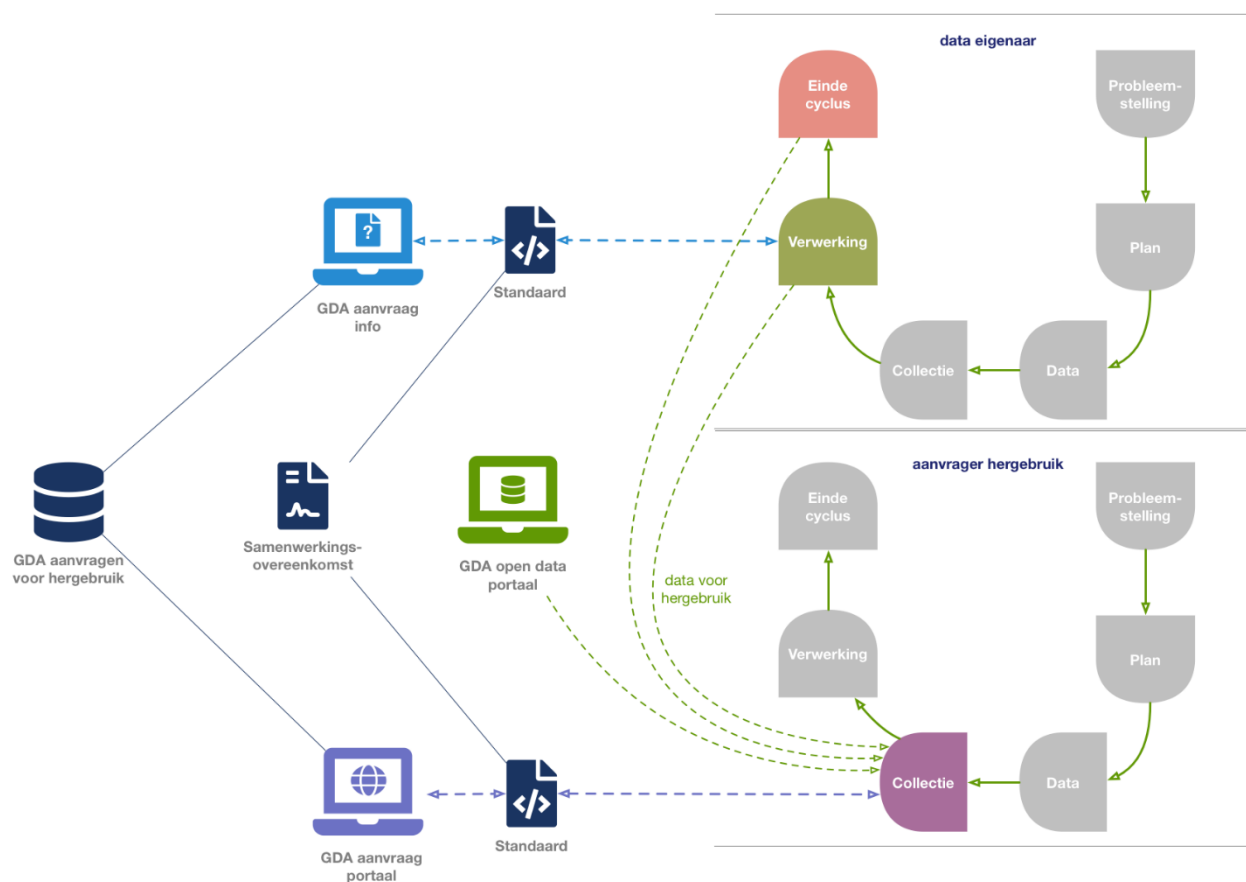 data eigenaar
Einde
cyclus
Probleem-
stelling
?
</>
Verwerking
Plan
Standaard
GDA aanvraag
info
Collectie
Data
aanvrager hergebruik
Einde
cyclus
Probleem-
stelling
Samenwerkings-
overeenkomst
GDA aanvragen
voor hergebruik
GDA open data
portaal
data voor
hergebruik
Verwerking
Plan
</>
Collectie
Data
Standaard
GDA aanvraag
portaal